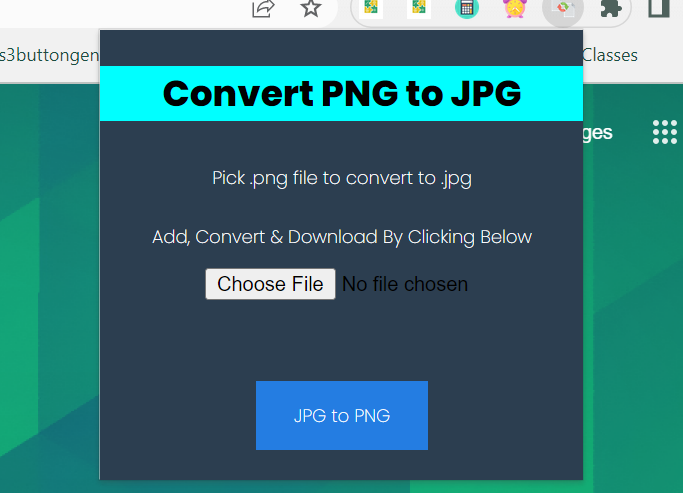 s3buttongen
Classes
Convert PNG to JPG
ges
Pick .png file to convert to .jpg
Add, Convert & Download By Clicking Below
Choose File No file chosen
JPG to PNG